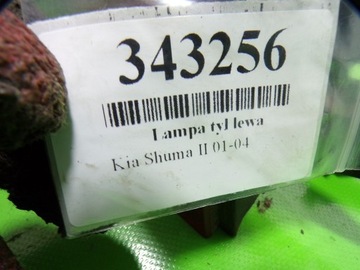 343256
Lampa tył lewa
Kia Shuma II 01-04